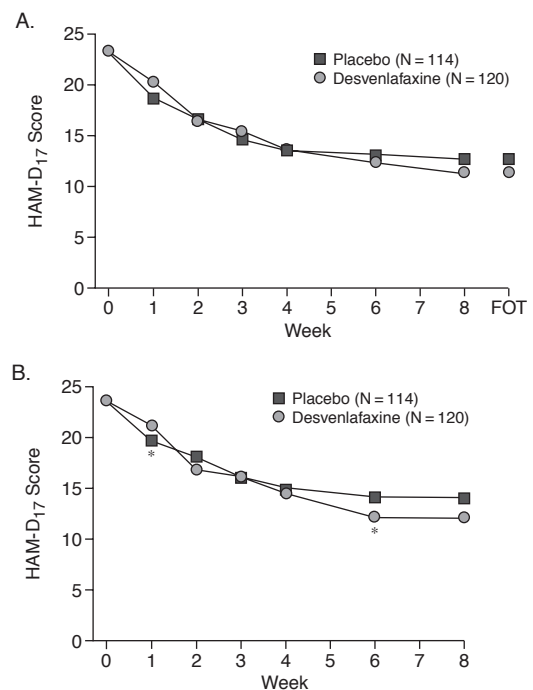 A.
25
20
15
10
5
0
HAM-D17 Score
Placebo (N = 114)
Desvenlafaxine (N = 120)
0 1 2 3 4 5 6 7 8 FOT
Week
B.
25
20
15
10
5
0
HAM-D17 Score
Placebo (N = 114)
Desvenlafaxine (N = 120)
*
*
0 1 2 3 4 5 6 7 8
Week